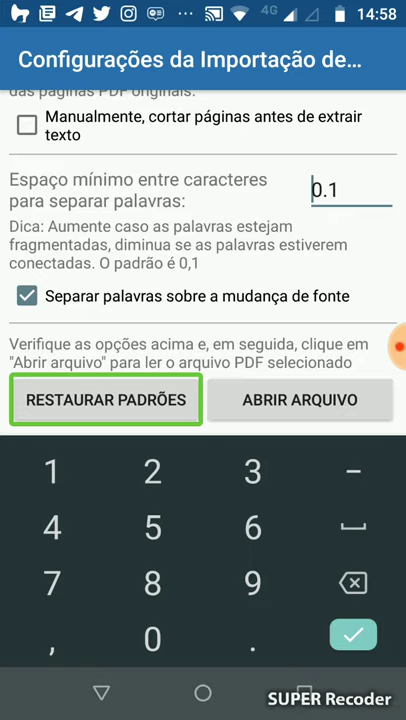 4G 14:58
Configurações da Importação de…
das páginas PDF originais.
Manualmente, cortar páginas antes de extrair
texto
Espaço mínimo entre caracteres
para separar palavras:
0.1
Dica: Aumente caso as palavras estejam
fragmentadas, diminua se as palavras estiverem
conectadas. O padrão é 0,1
Separar palavras sobre a mudança de fonte
Verifique as opções acima e, em seguida, clique em
"Abrir arquivo" para ler o arquivo PDF selecionado
RESTAURAR PADRÕES ABRIR ARQUIVO
1 2 3 –
4 5 6
7 8 9
, 0 .
SUPER Recoder